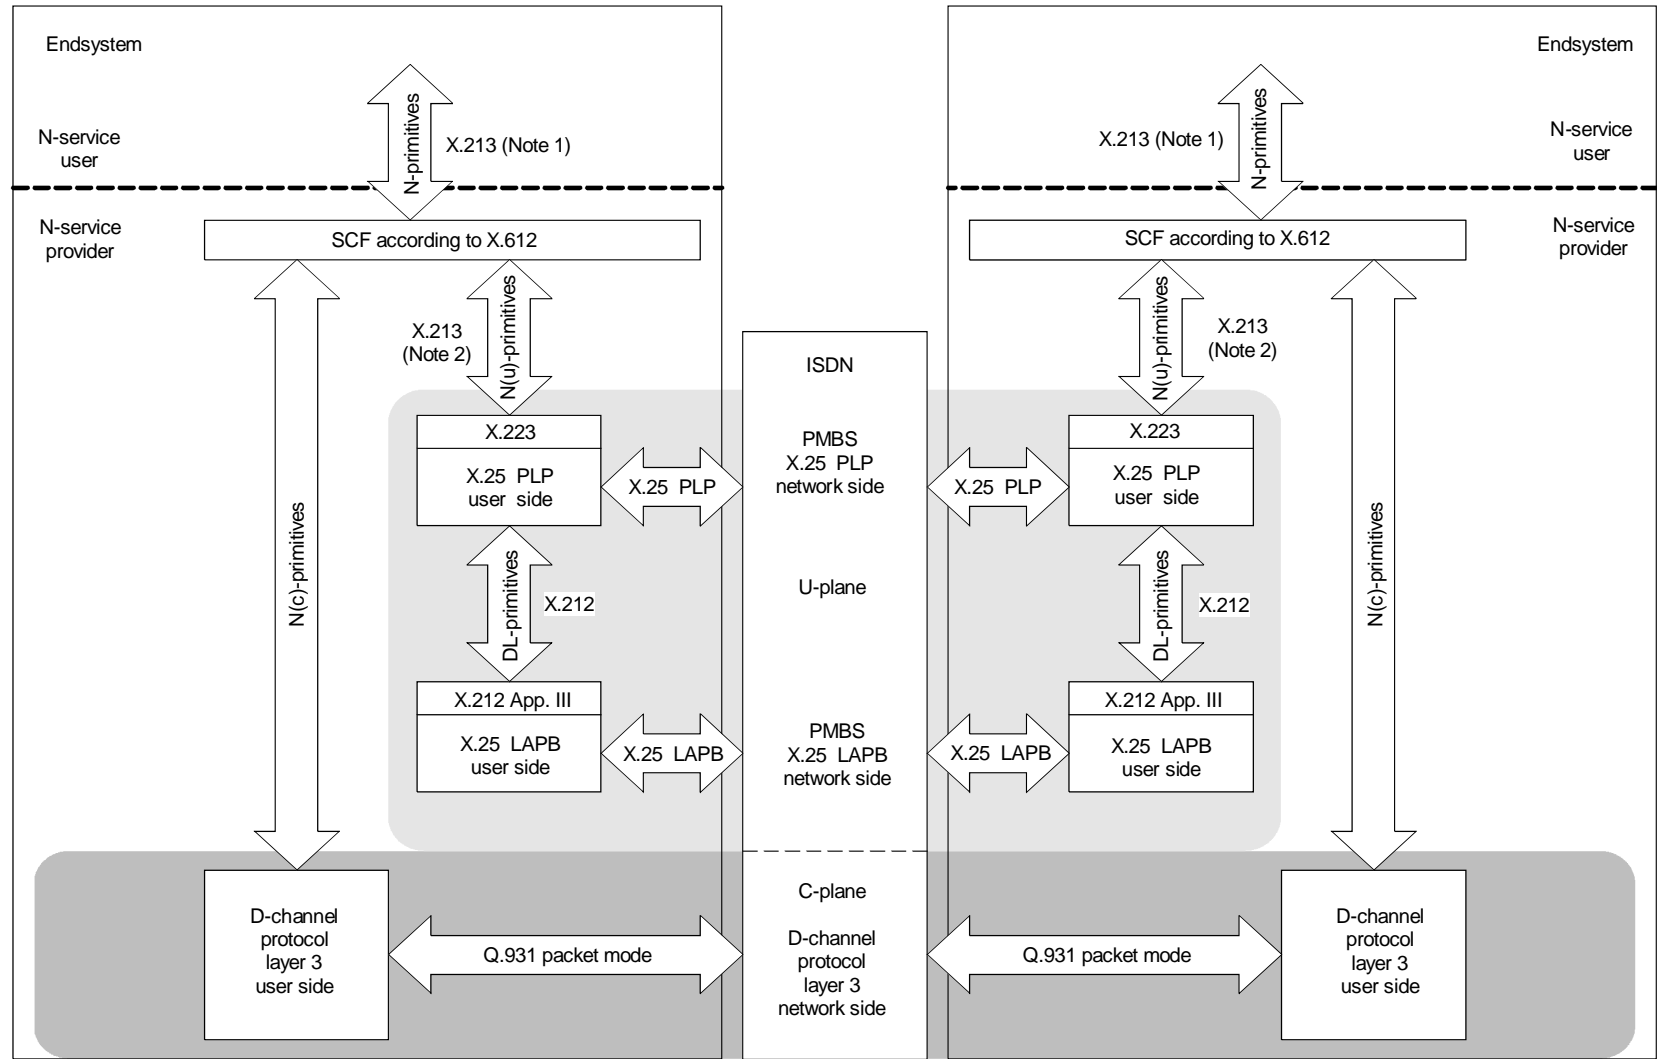 Endsystem
N-primitives
X.213 (Note 1)
N-service
user
N-service
provider
SCF according to X.612
N(c)-primitives
N(u)-primitives
X.213
(Note 2)
X.223
X.25 PLP
user side
X.25 PLP
DL-primitives
X.212
X.212 App. III
X.25 LAPB
user side
X.25 LAPB
D-channel
protocol
layer 3
user side
Q.931 packet mode
ISDN
PMBS
X.25 PLP
network side
U-plane
PMBS
X.25 LAPB
network side
C-plane
D-channel
protocol
layer 3
network side
Endsystem
X.213 (Note 1)
N-primitives
N-service
user
N-service
provider
SCF according to X.612
N(u)-primitives
X.213
(Note 2)
N(c)-primitives
X.25 PLP
X.223
X.25 PLP
user side
DL-primitives
X.212
X.25 LAPB
X.212 App. III
X.25 LAPB
user side
Q.931 packet mode
D-channel
protocol
layer 3
user side